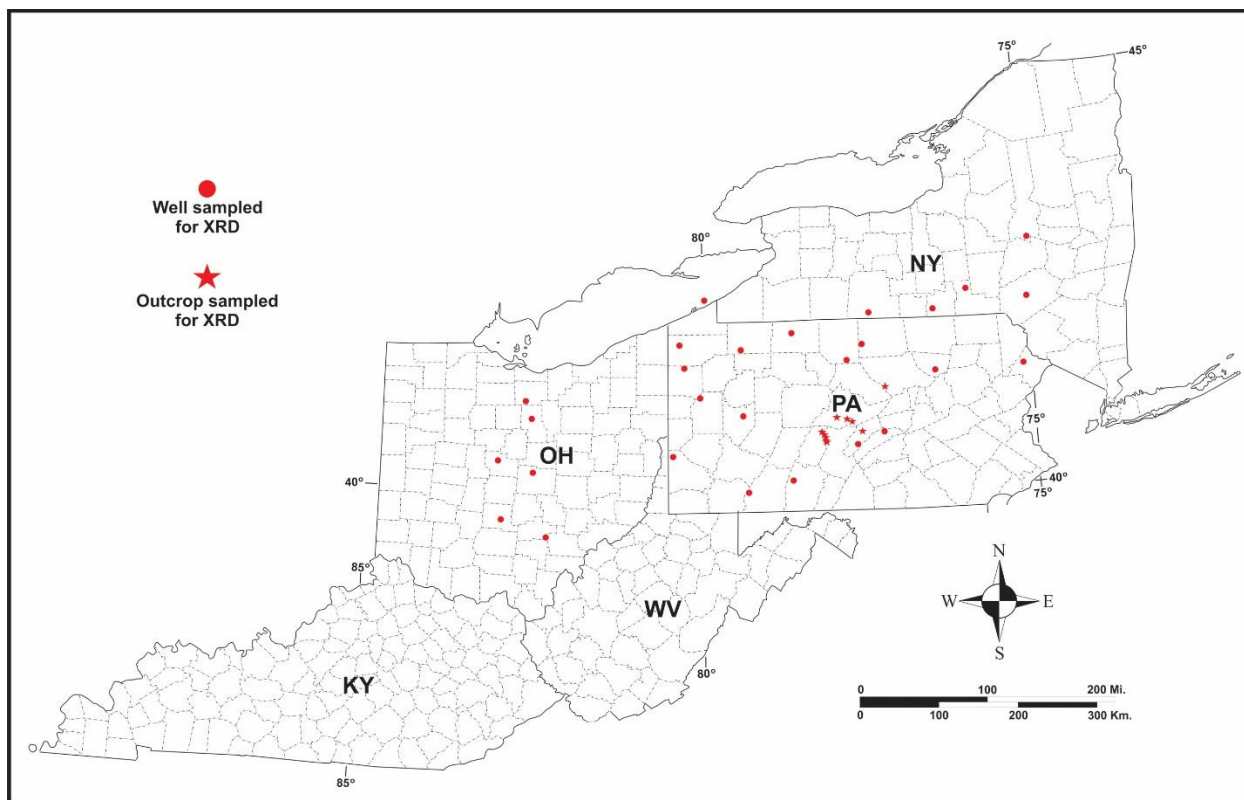 75°
45°
Well sampled
for XRD
80°
NY
Outcrop sampled
for XRD
PA
75°
OH
40°
40°
75°
85°
N
W
E
S
WV
80°
KY
0 100 200 Mi.
0 100 200 300 Km.
85°